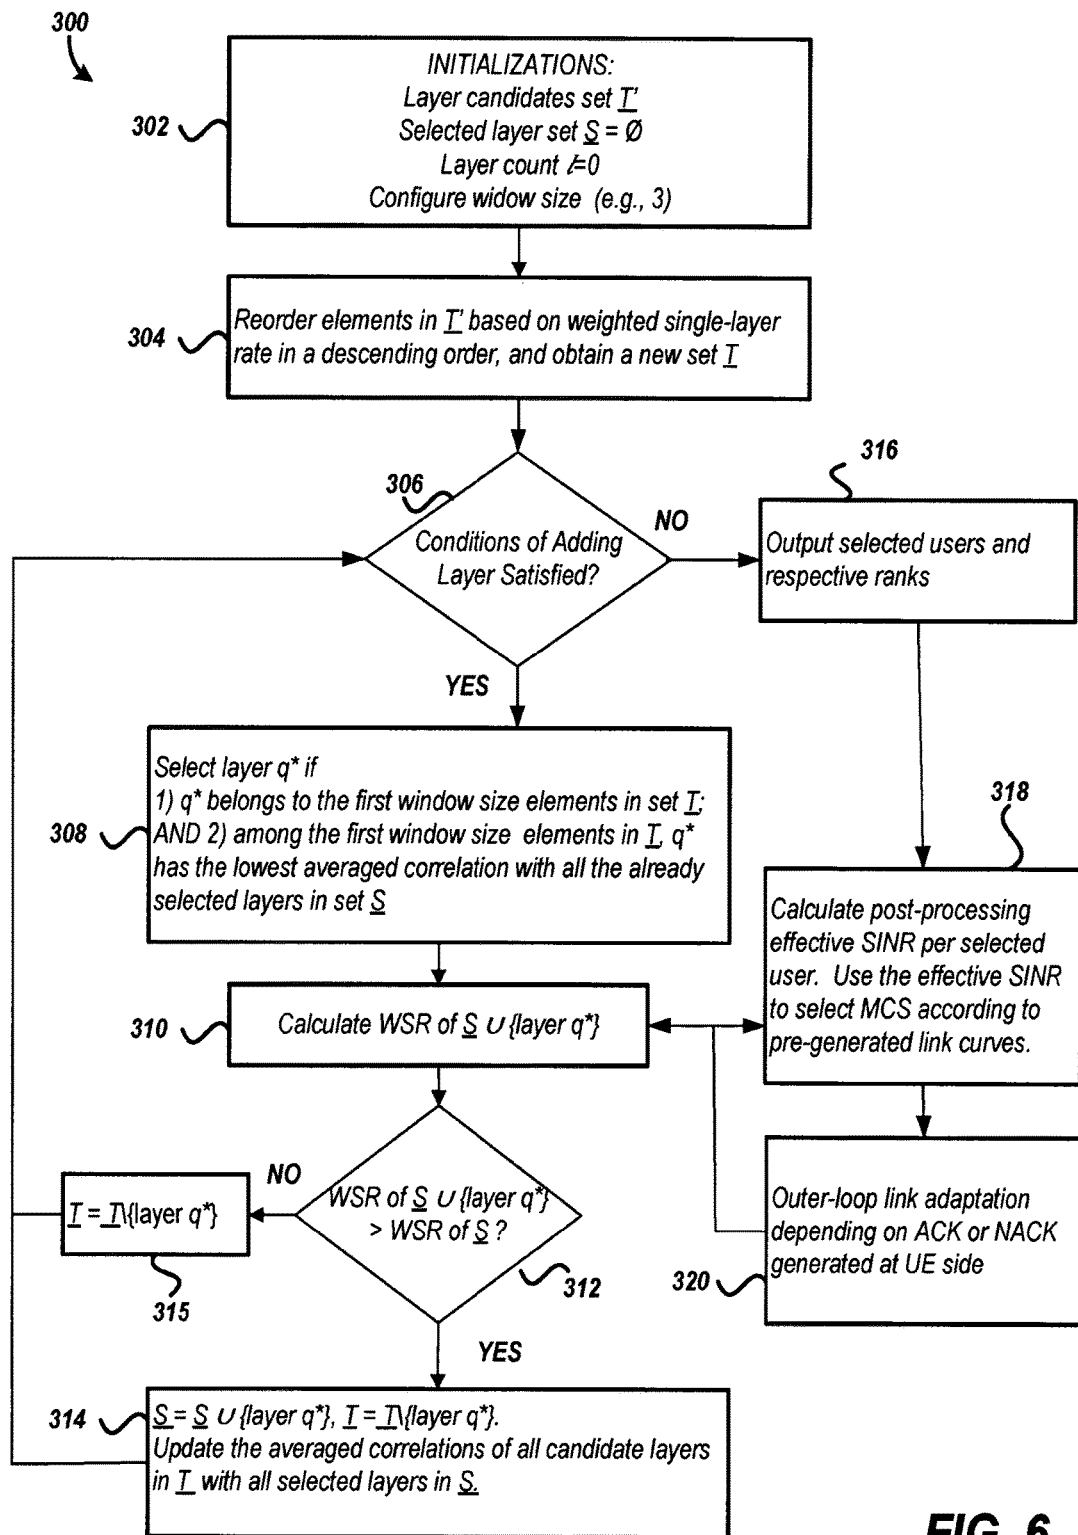 300
INITIALIZATIONS:
Layer candidates set T'
Selected layer set S = Ø
Layer count ℓ=0
Configure widow size (e.g., 3)
302
304
Reorder elements in T' based on weighted single-layer
rate in a descending order, and obtain a new set T
306
Conditions of Adding
Layer Satisfied?
NO
316
Output selected users and
respective ranks
YES
308
Select layer q* if
1) q* belongs to the first window size elements in set T;
AND 2) among the first window size elements in T, q*
has the lowest averaged correlation with all the already
selected layers in set S
318
Calculate post-processing
effective SINR per selected
user. Use the effective SINR
to select MCS according to
pre-generated link curves.
310
Calculate WSR of S ∪ {layer q*}
NO
WSR of S ∪ {layer q*}
> WSR of S ?
312
T = T\{layer q*}
315
320
Outer-loop link adaptation
depending on ACK or NACK
generated at UE side
YES
314
S = S ∪ {layer q*}, T = T\{layer q*}.
Update the averaged correlations of all candidate layers
in T with all selected layers in S.
FIG. 6